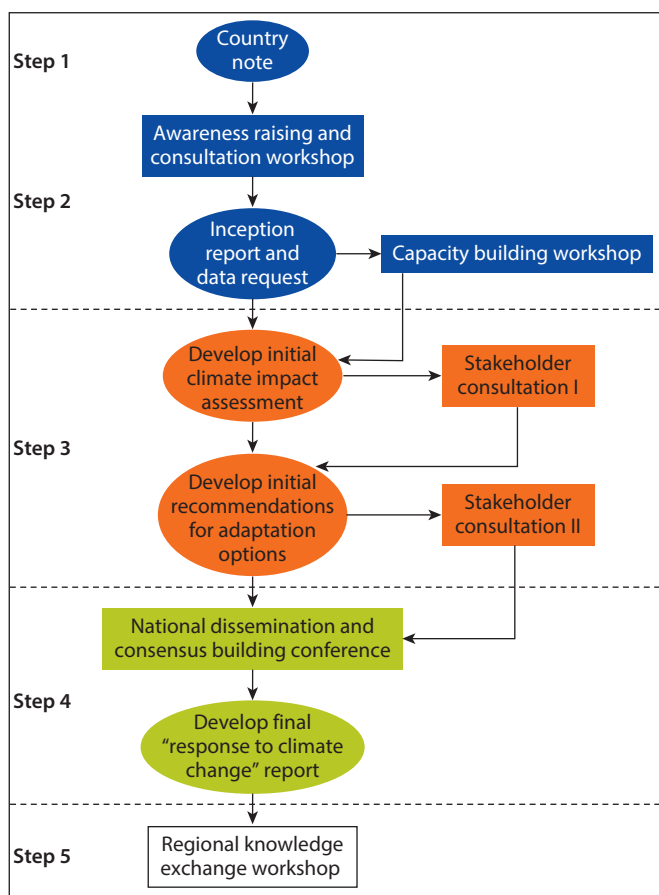 Step 1
Country
note
Awareness raising and
consultation workshop
Step 2
Inception
report and
data request
Capacity building workshop
Develop initial
climate impact
assessment
Stakeholder
consultation I
Step 3
Develop initial
recommendations
for adaptation
options
Stakeholder
consultation II
National dissemination and
consensus building conference
Step 4
Develop final
“response to climate
change” report
Step 5
Regional knowledge
exchange workshop